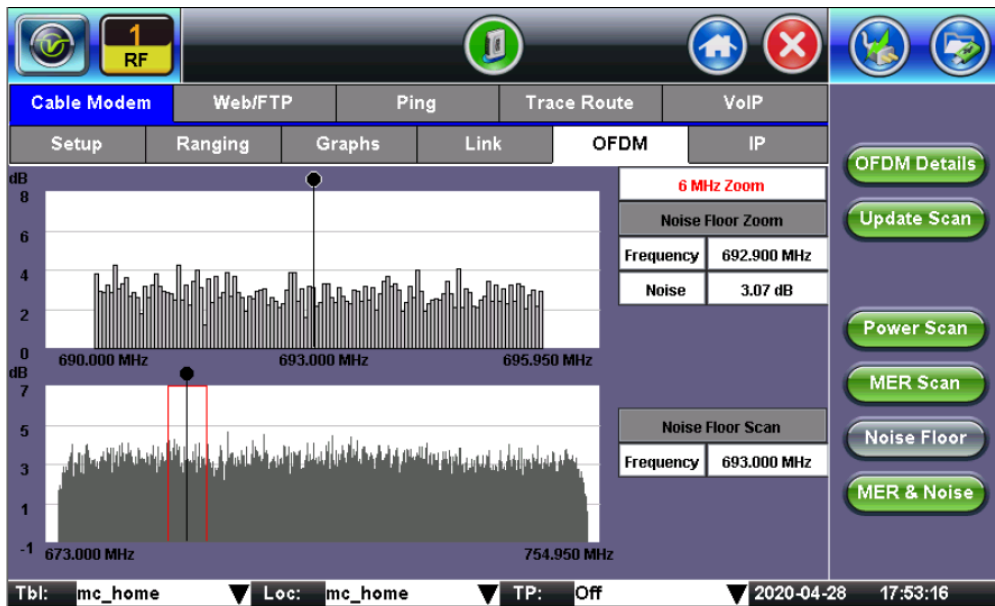 1
RF
Cable Modem Web/FTP Ping Trace Route VoIP
Setup Ranging Graphs Link OFDM IP
OFDM Details
Update Scan
Power Scan
MER Scan
Noise Floor
MER & Noise
dB
8
6
4
2
0
690.000 MHz 693.000 MHz 695.950 MHz
6 MHz Zoom
Noise Floor Zoom
Frequency 692.900 MHz
Noise 3.07 dB
dB
7
5
3
1
-1
673.000 MHz 754.950 MHz
Noise Floor Scan
Frequency 693.000 MHz
Tbl: mc_home Loc: mc_home TP: Off 2020-04-28 17:53:16